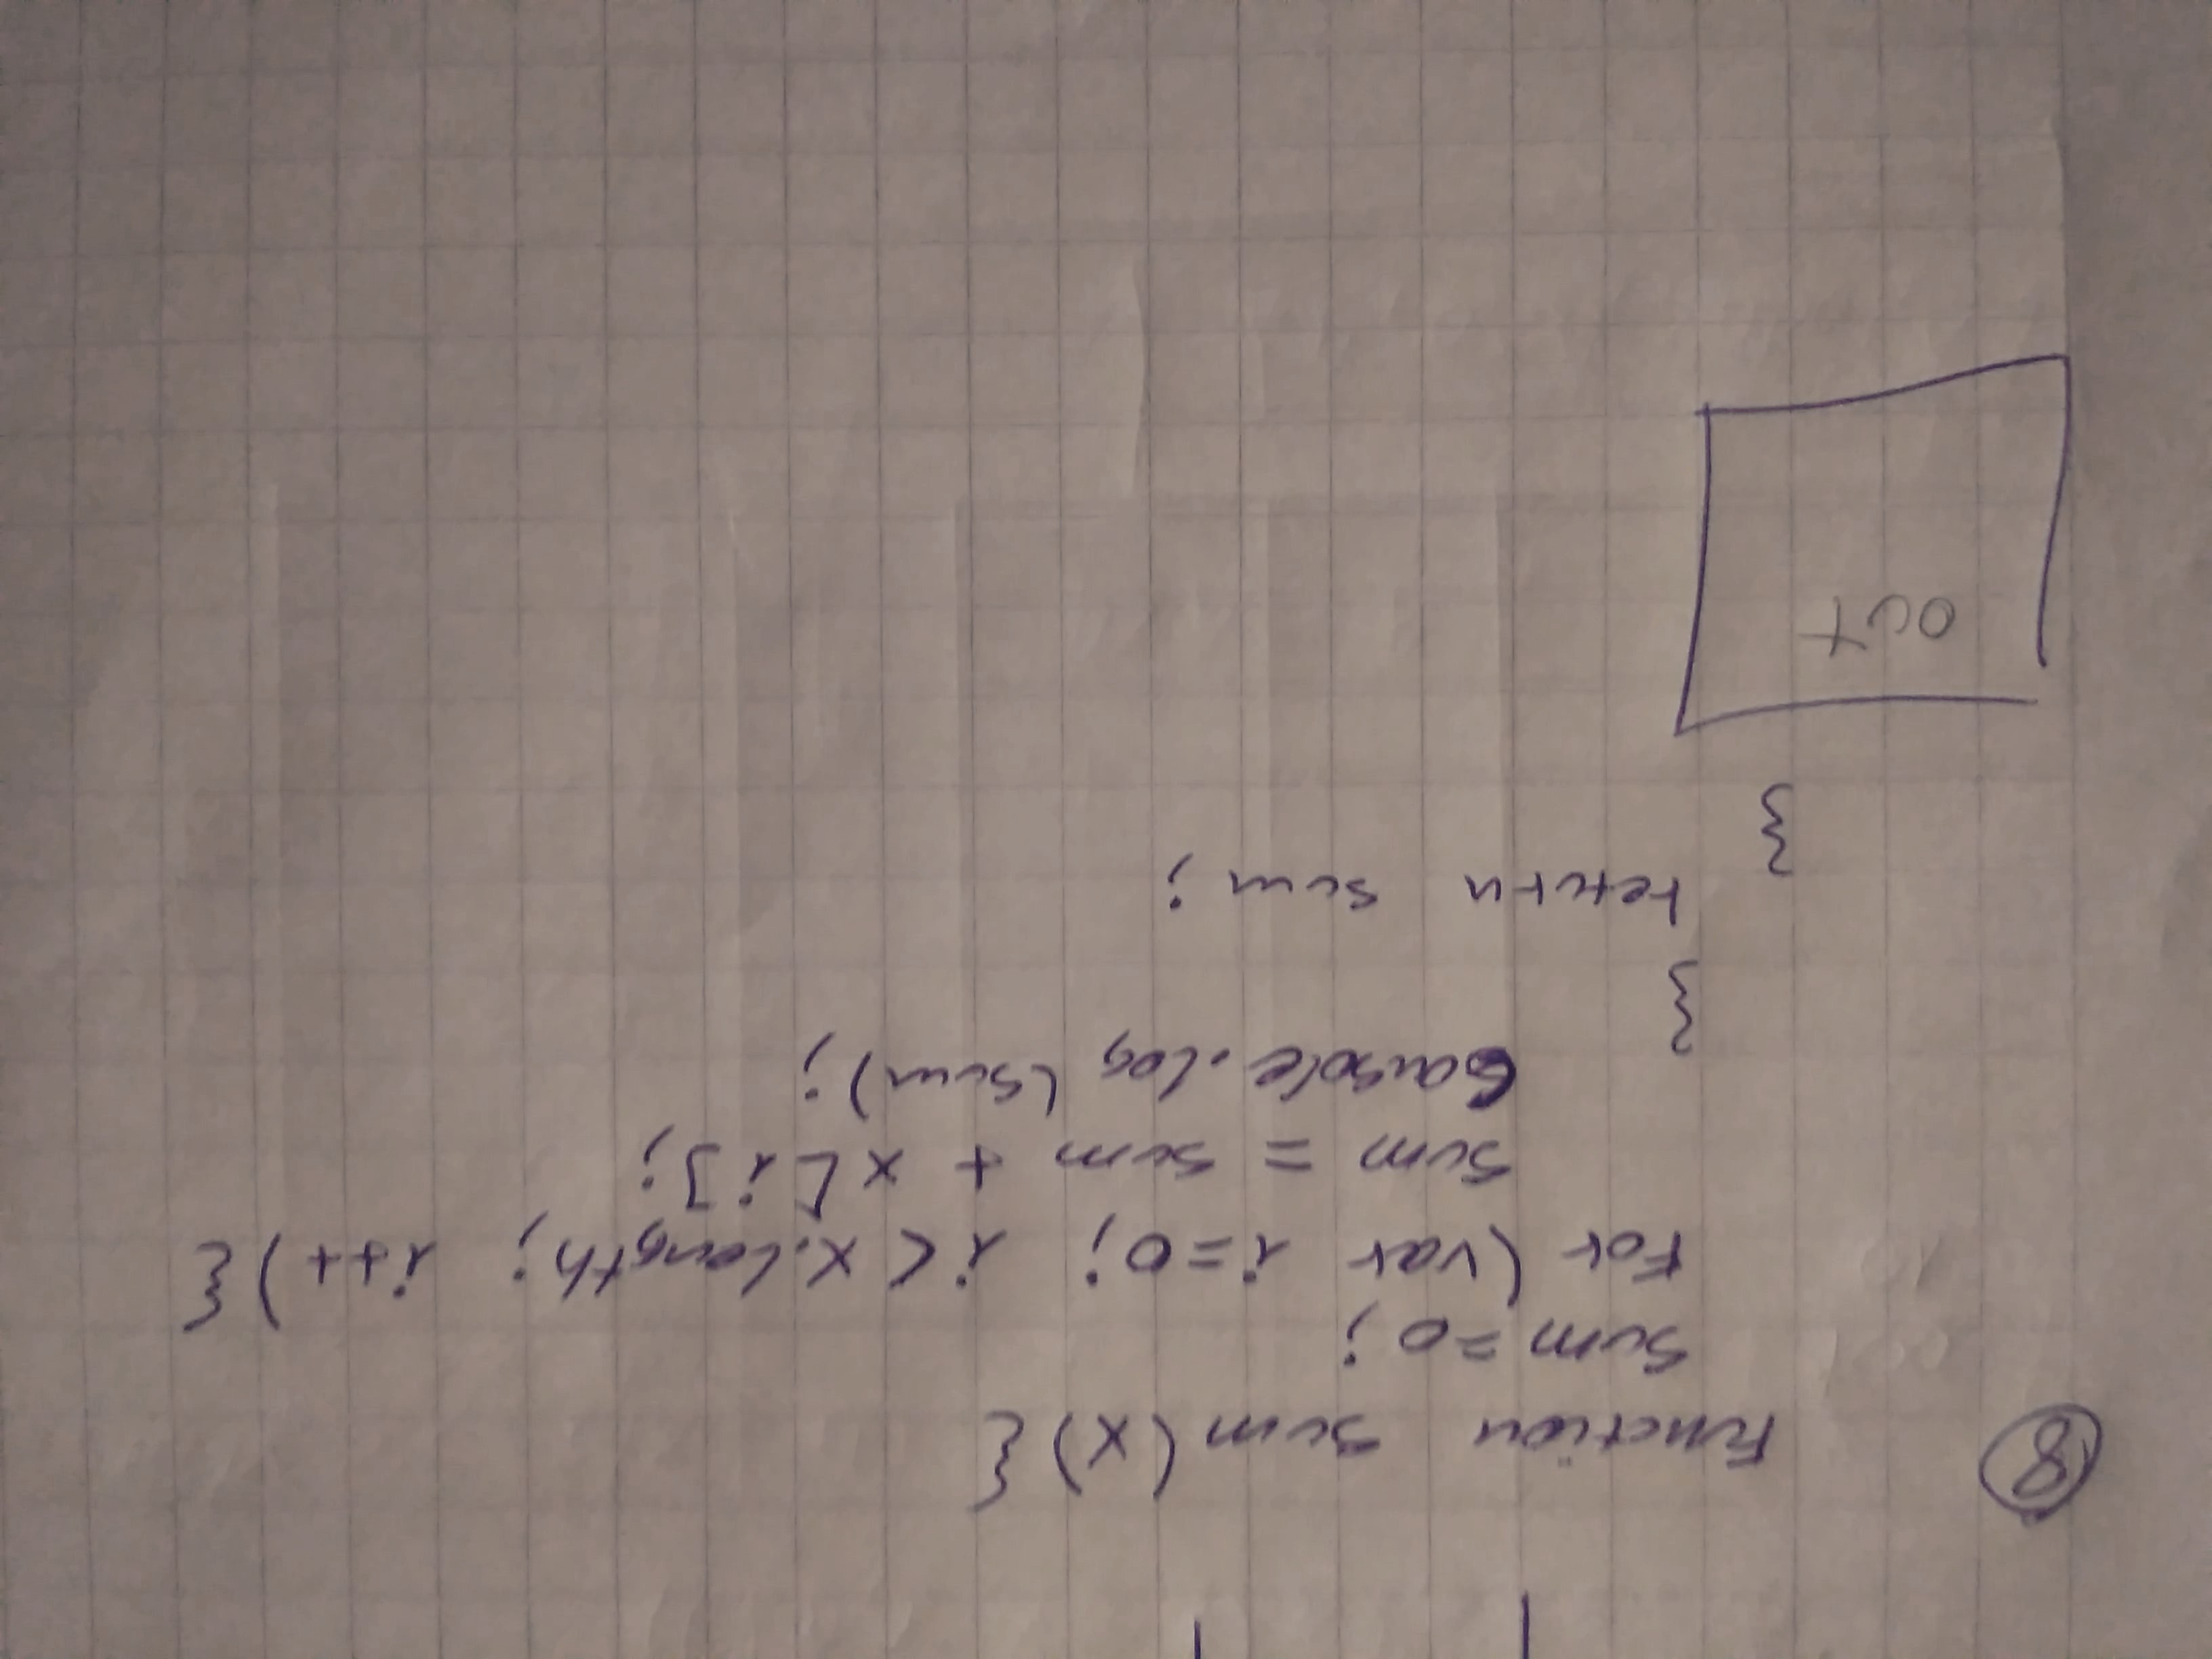 8
Function sum (x) {
sum = 0;
For (var i=0; i < x.length; i++) {
sum = sum + x[i];
Console.log (sum);
}
return sum;
}
out